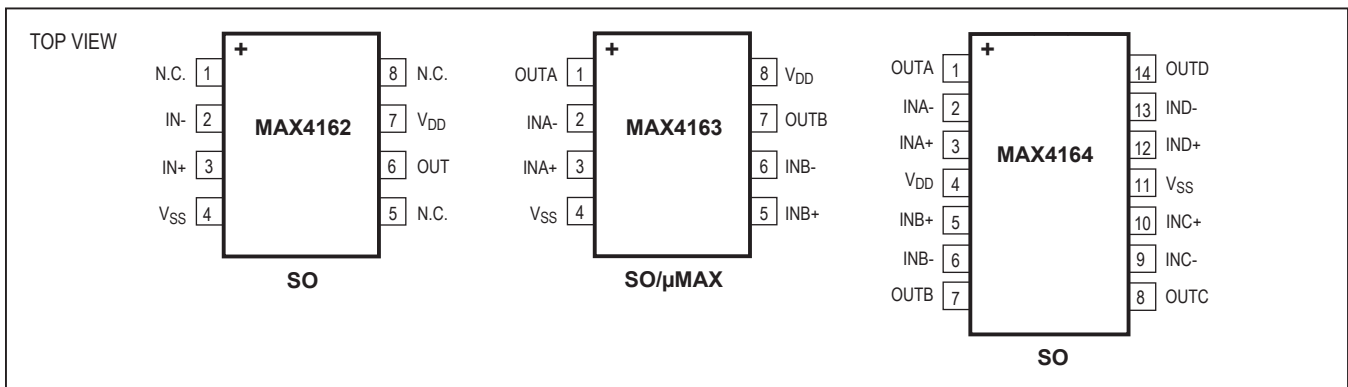 TOP VIEW
+
N.C. 1
IN- 2
IN+ 3
VSS 4
8 N.C.
7 VDD
6 OUT
5 N.C.
MAX4162
SO
+
OUTA 1
INA- 2
INA+ 3
VSS 4
8 VDD
7 OUTB
6 INB-
5 INB+
MAX4163
SO/µMAX
+
OUTA 1
INA- 2
INA+ 3
VDD 4
INB+ 5
INB- 6
OUTB 7
14 OUTD
13 IND-
12 IND+
11 VSS
10 INC+
9 INC-
8 OUTC
MAX4164
SO